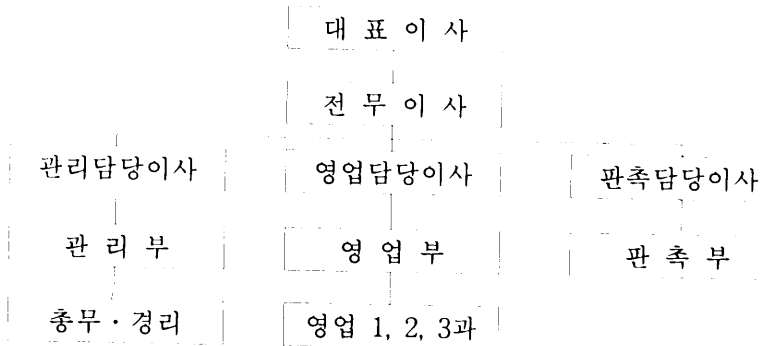 대 표 이 사
전 무 이 사
관리담당이사 영업담당이사 판촉담당이사
관 리 부 영 업 부 판 촉 부
총무·경리 영업 1, 2, 3과